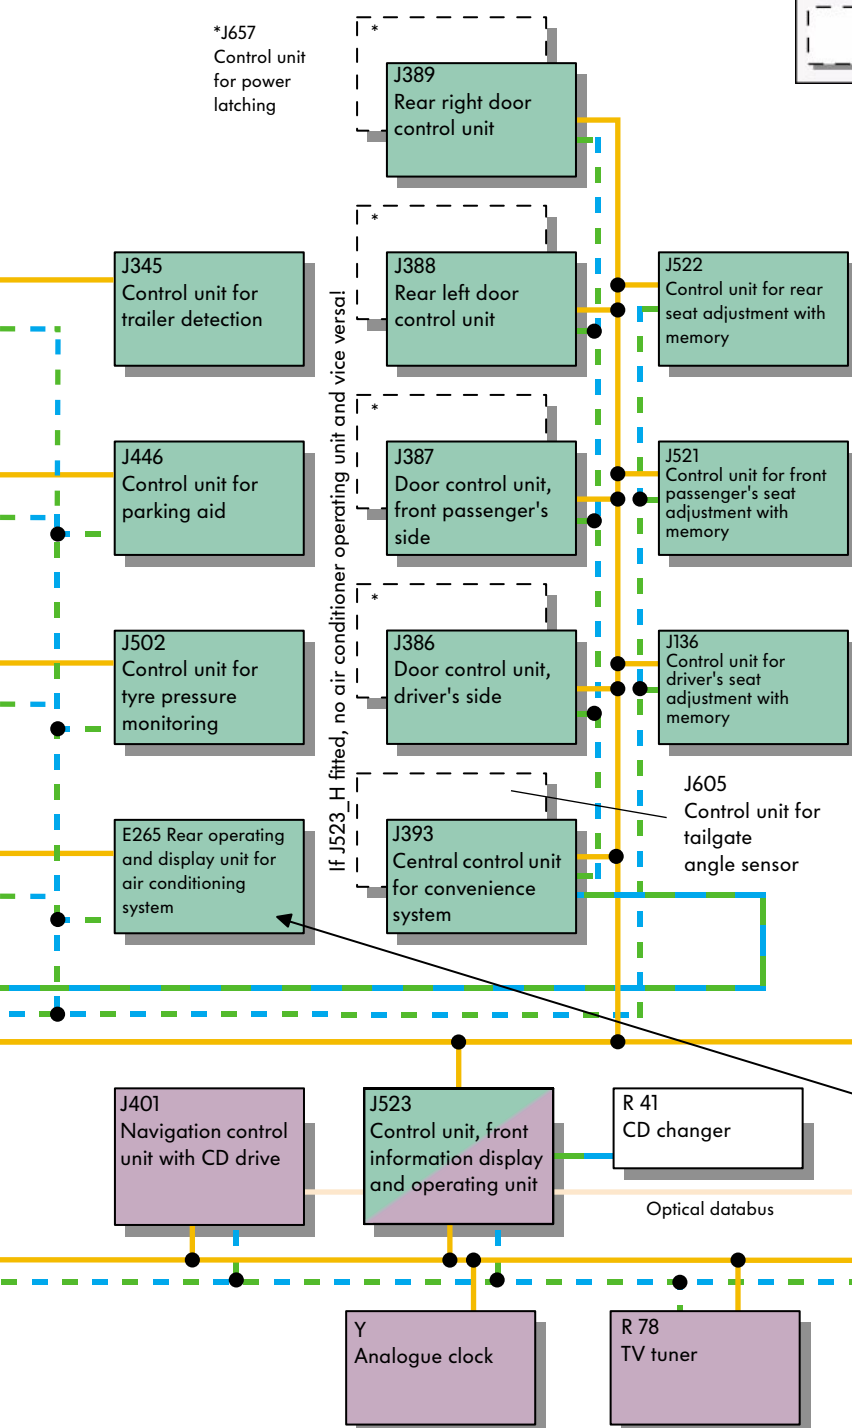 *J657
Control unit
for power
latching
*
J389
Rear right door
control unit
*
J345
Control unit for
trailer detection
J388
Rear left door
control unit
J522
Control unit for rear
seat adjustment with
memory
If J523_H fitted, no air conditioner operating unit and vice versa!
*
J446
Control unit for
parking aid
J387
Door control unit,
front passenger's
side
J521
Control unit for front
passenger's seat
adjustment with
memory
*
J502
Control unit for
tyre pressure
monitoring
J386
Door control unit,
driver's side
J136
Control unit for
driver's seat
adjustment with
memory
J605
Control unit for
tailgate
angle sensor
E265 Rear operating
and display unit for
air conditioning
system
J393
Central control unit
for convenience
system
J401
Navigation control
unit with CD drive
J523
Control unit, front
information display
and operating unit
R 41
CD changer
Optical databus
Y
Analogue clock
R 78
TV tuner